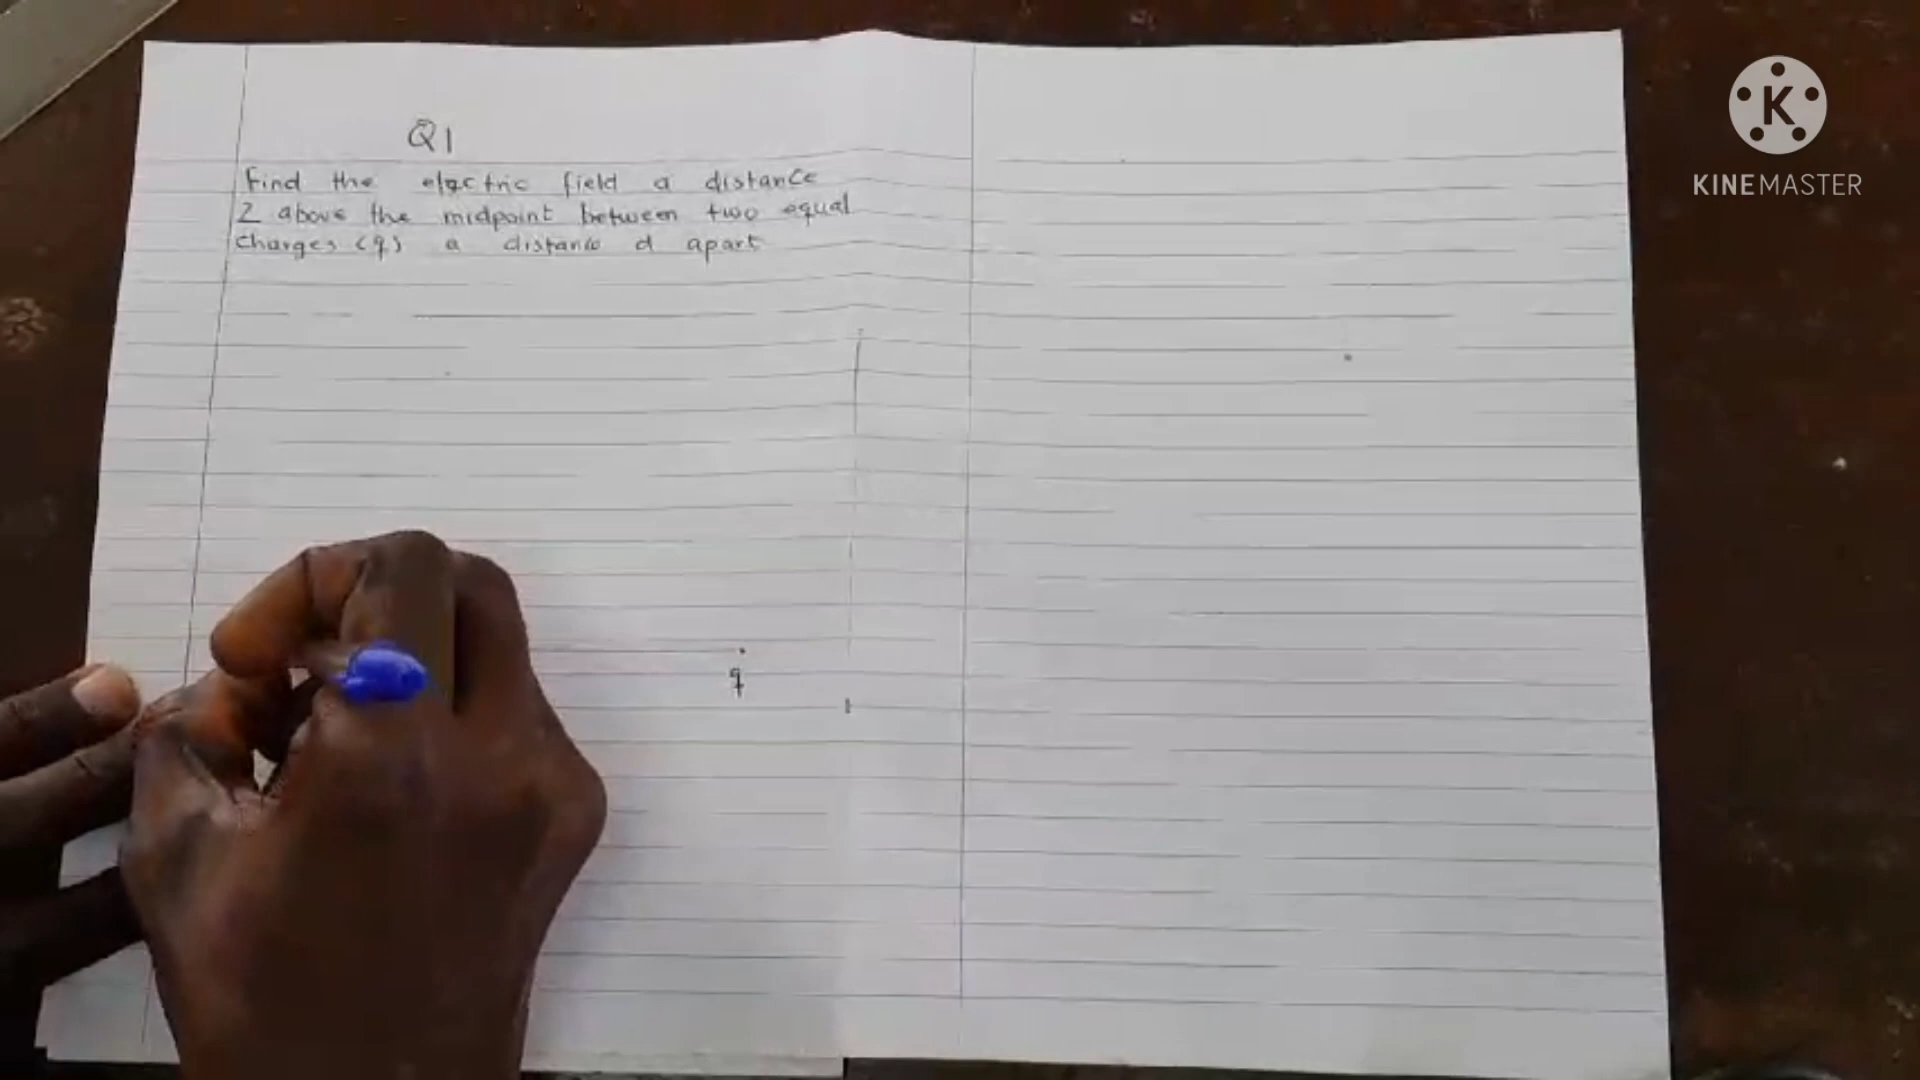 Q1
Find the electric field a distance
Z above the midpoint between two equal
charges (q) a distance d apart
q
K
KINEMASTER